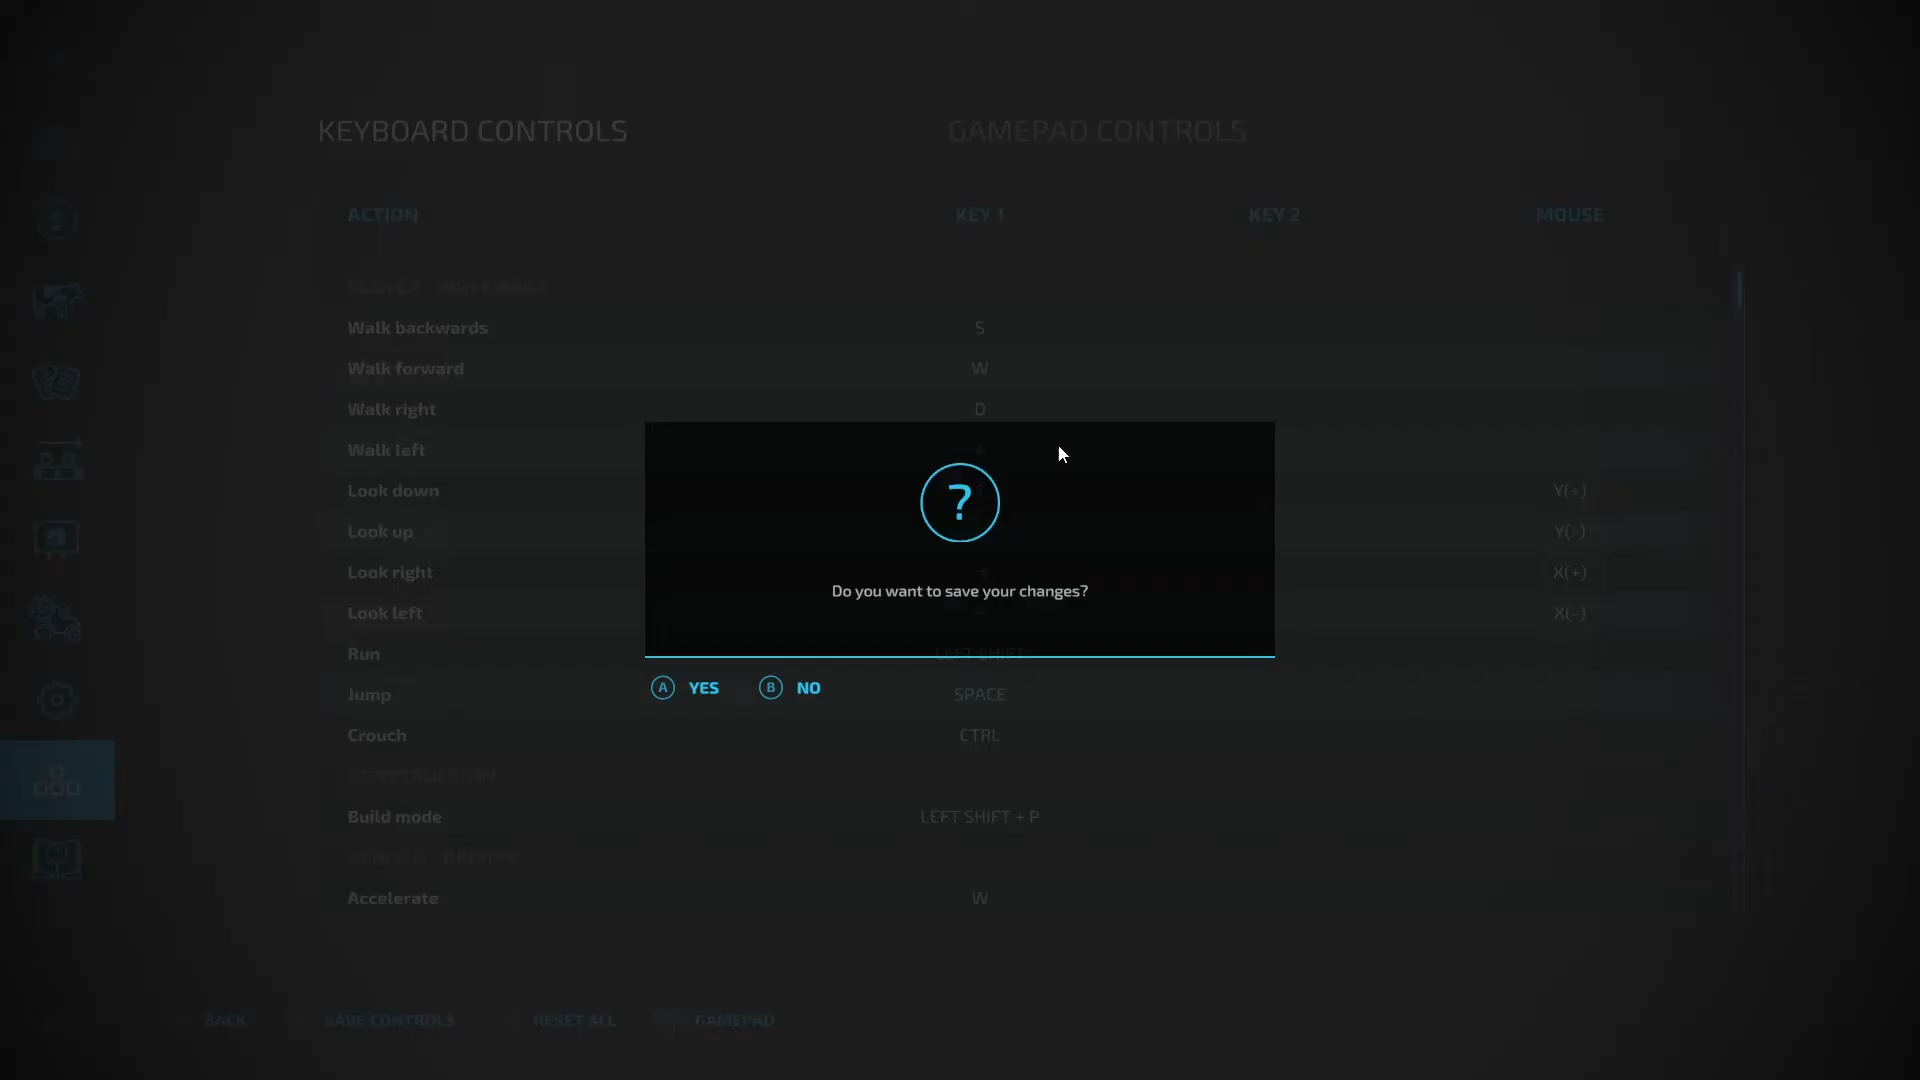 KEYBOARD CONTROLS GAMEPAD CONTROLS
ACTION KEY 1 KEY 2 MOUSE
Walk backwards S
Walk forward W
Walk right D
Walk left
Look down Y(+)
Look up Y(-)
Look right X(+)
Look left X(-)
Run LEFT SHIFT
Jump SPACE
Crouch CTRL
Build mode LEFT SHIFT + P
Accelerate W
?
Do you want to save your changes?
A YES B NO
BACK SAVE CONTROLS RESET ALL GAMEPAD